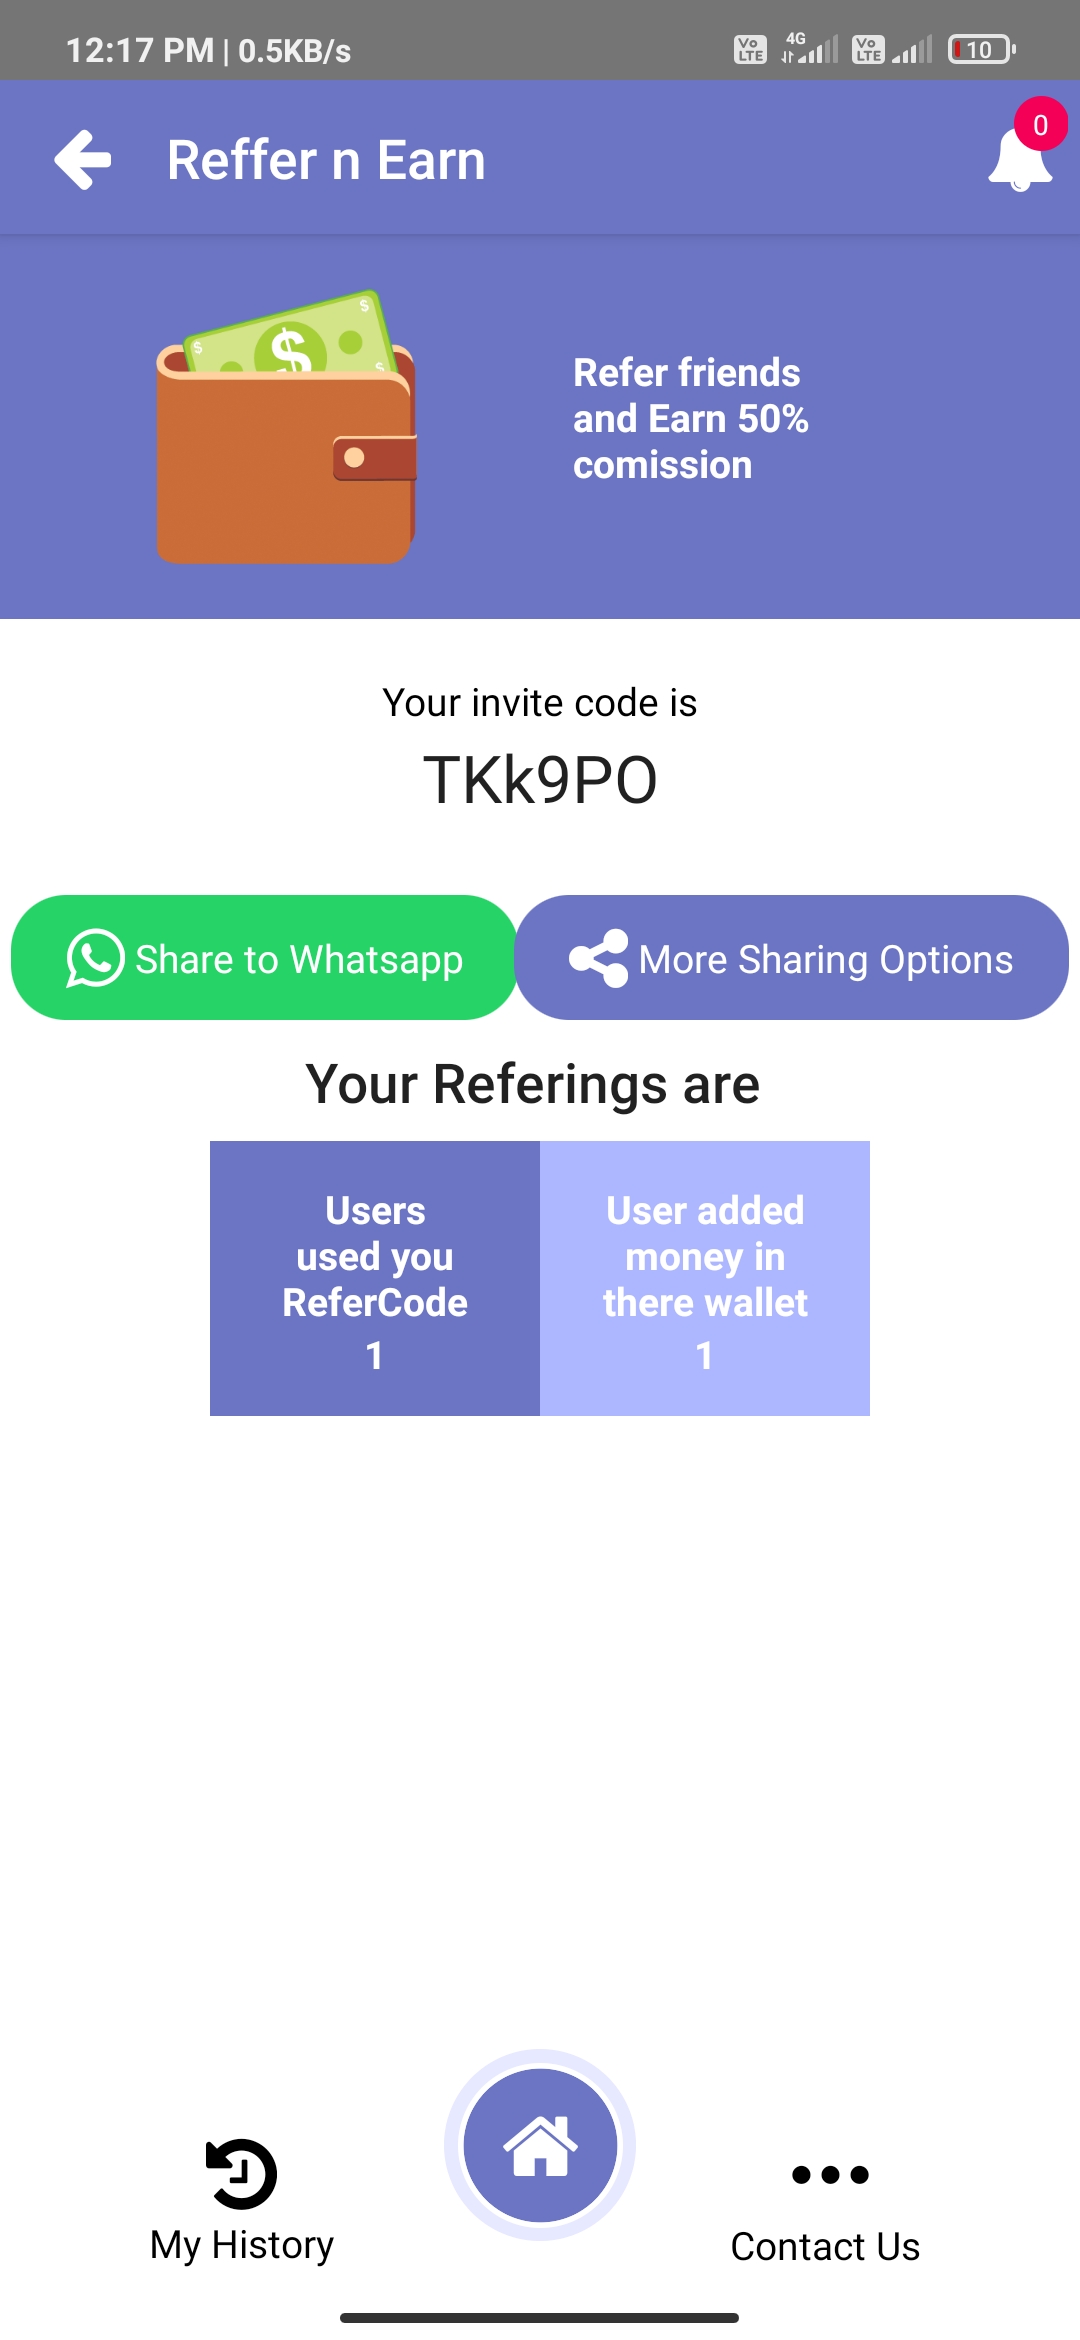 12:17 PM | 0.5KB/s
Vo LTE 4G Vo LTE 10
Reffer n Earn
0
Refer friends
and Earn 50%
comission
Your invite code is
TKk9PO
Share to Whatsapp
More Sharing Options
Your Referings are
Users
used you
ReferCode
1
User added
money in
there wallet
1
My History
Contact Us